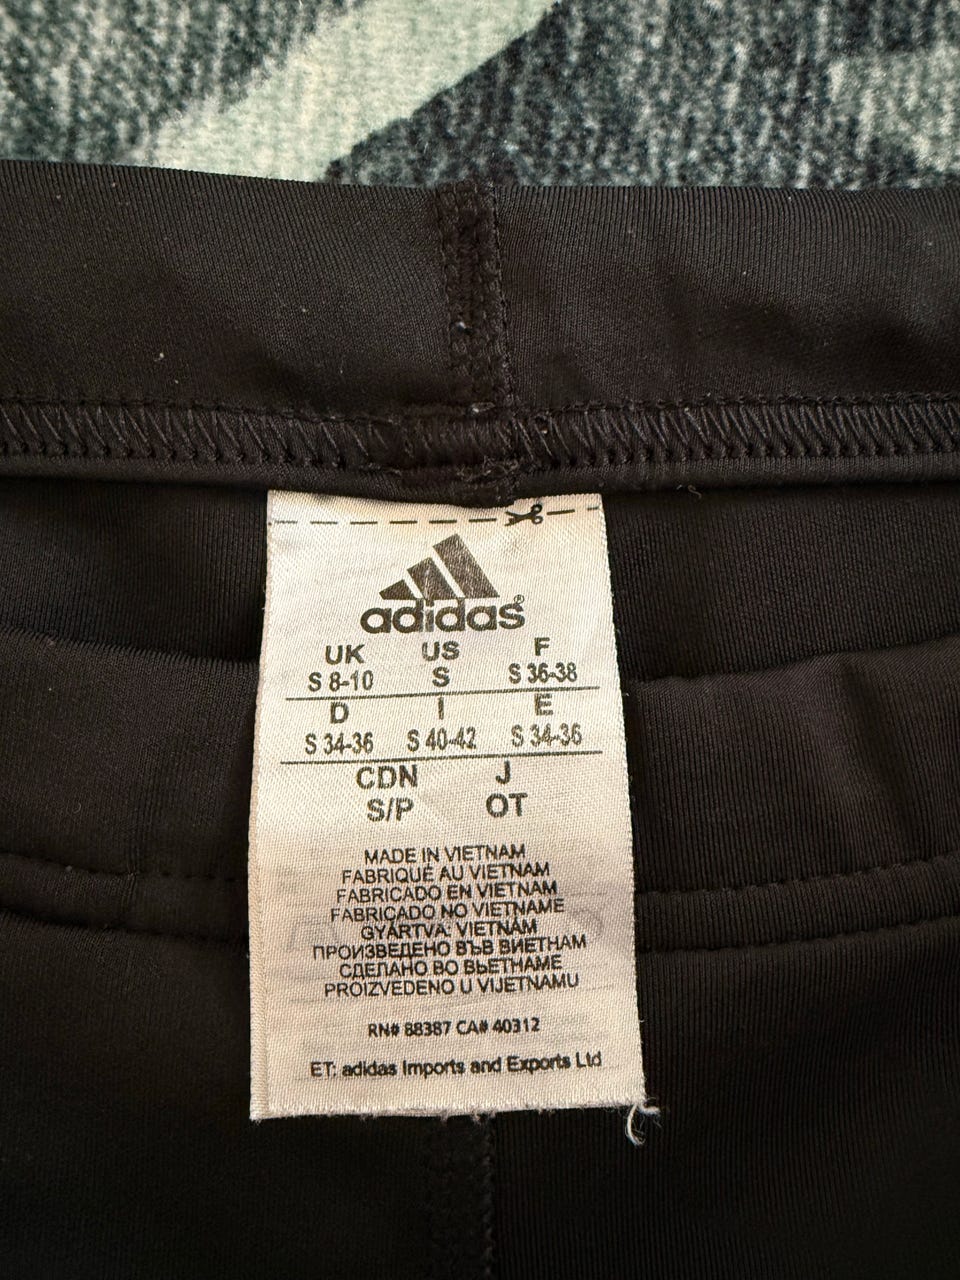 adidas®
UK US F
S 8-10 S S 36-38
D I E
S 34-36 S 40-42 S 34-36
CDN J
S/P OT
MADE IN VIETNAM
FABRIQUÉ AU VIETNAM
FABRICADO EN VIETNAM
FABRICADO NO VIETNAME
GYÁRTVA: VIETNÁM
ПРОИЗВЕДЕНО ВЪВ ВИЕТНАМ
СДЕЛАНО ВО ВЬЕТНАМЕ
PROIZVEDENO U VIJETNAMU
RN# 88387 CA# 40312
ET: adidas Imports and Exports Ltd